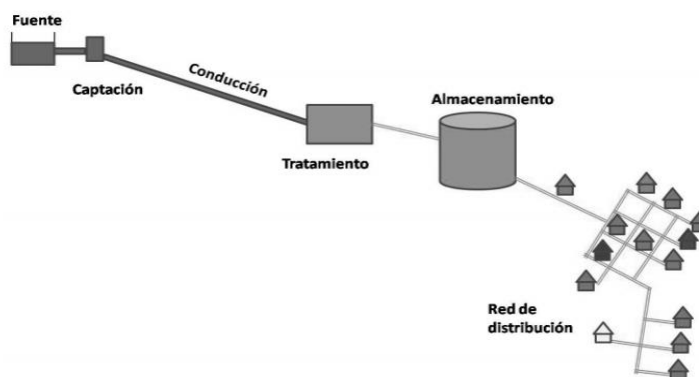 Fuente
Captación
Conducción
Tratamiento
Almacenamiento
Red de
distribución